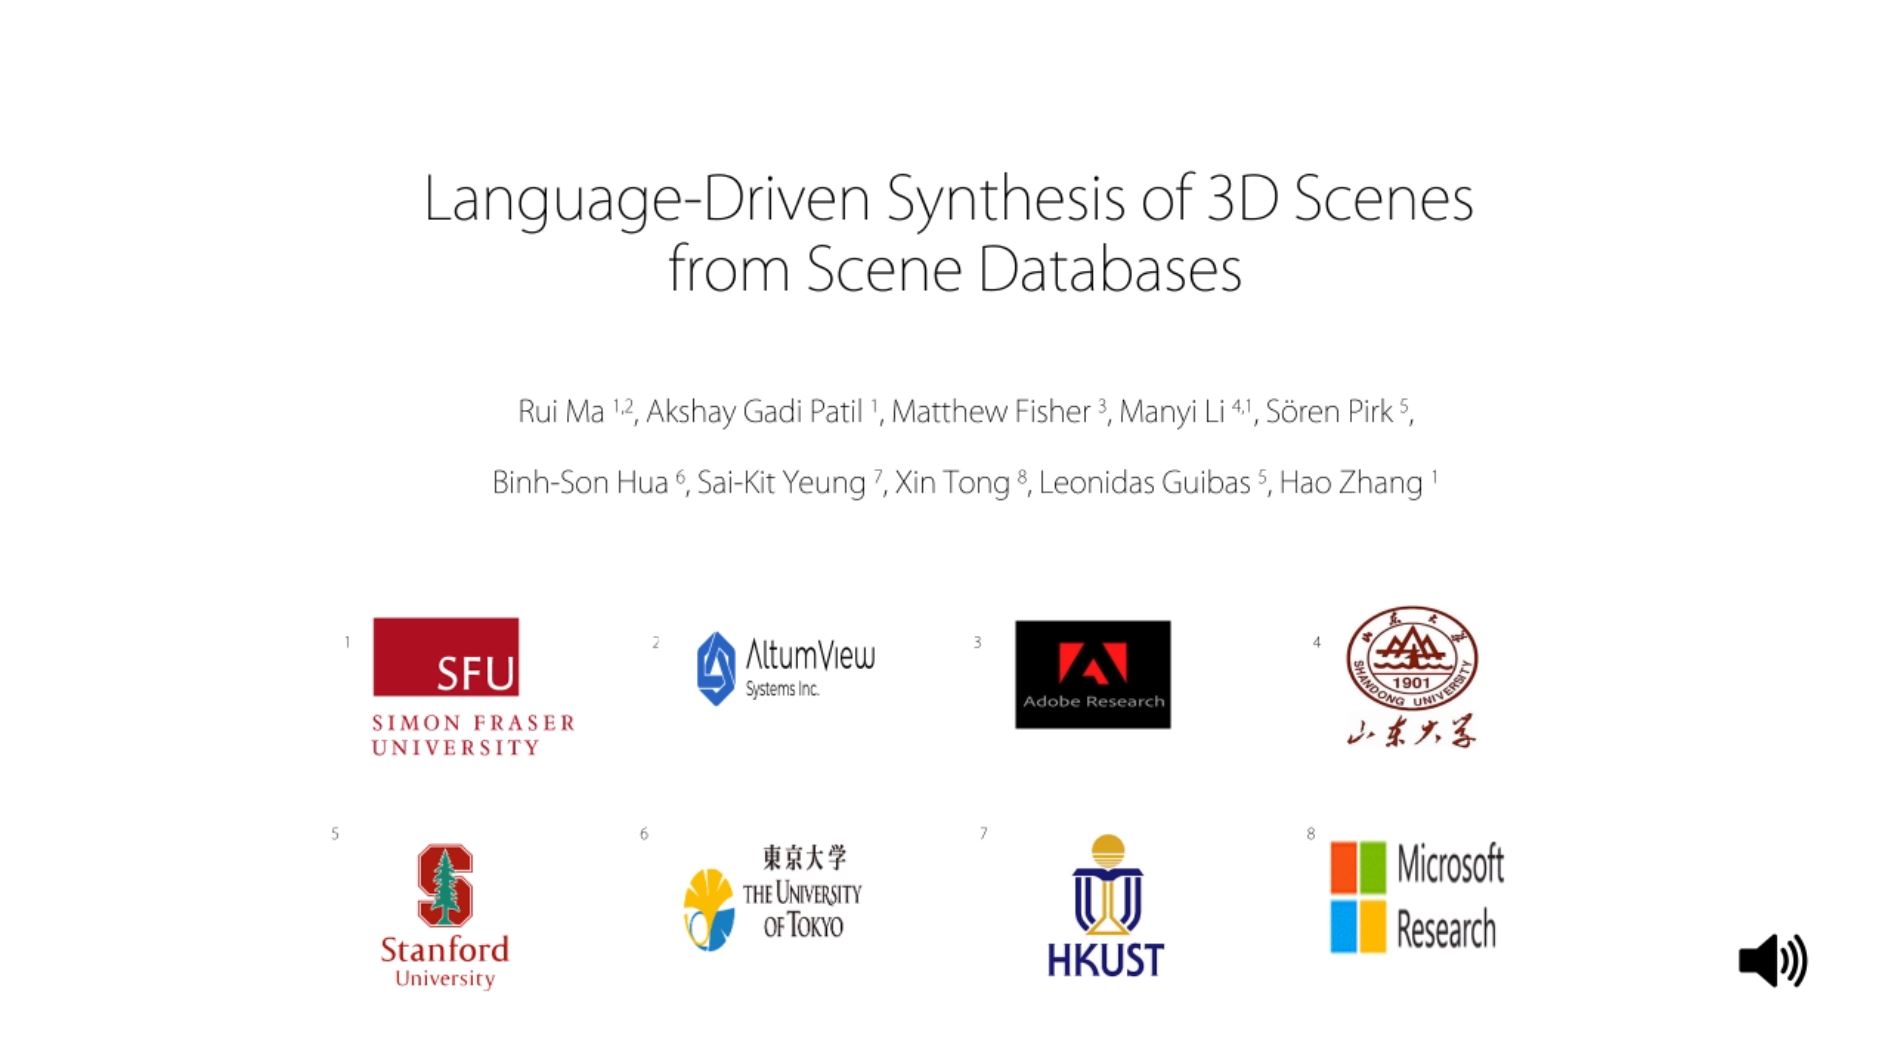 Language-Driven Synthesis of 3D Scenes
from Scene Databases
Rui Ma 1,2, Akshay Gadi Patil 1, Matthew Fisher 3, Manyi Li 4,1, Sören Pirk 5,
Binh-Son Hua 6, Sai-Kit Yeung 7, Xin Tong 8, Leonidas Guibas 5, Hao Zhang 1
1
SFU
SIMON FRASER
UNIVERSITY
2
AltumView
Systems Inc.
3
Adobe Research
4
山东大学
1901
SHANDONG UNIVERSITY
山东大学
5
Stanford
University
6
東京大学
THE UNIVERSITY
OF TOKYO
7
HKUST
8
Microsoft
Research